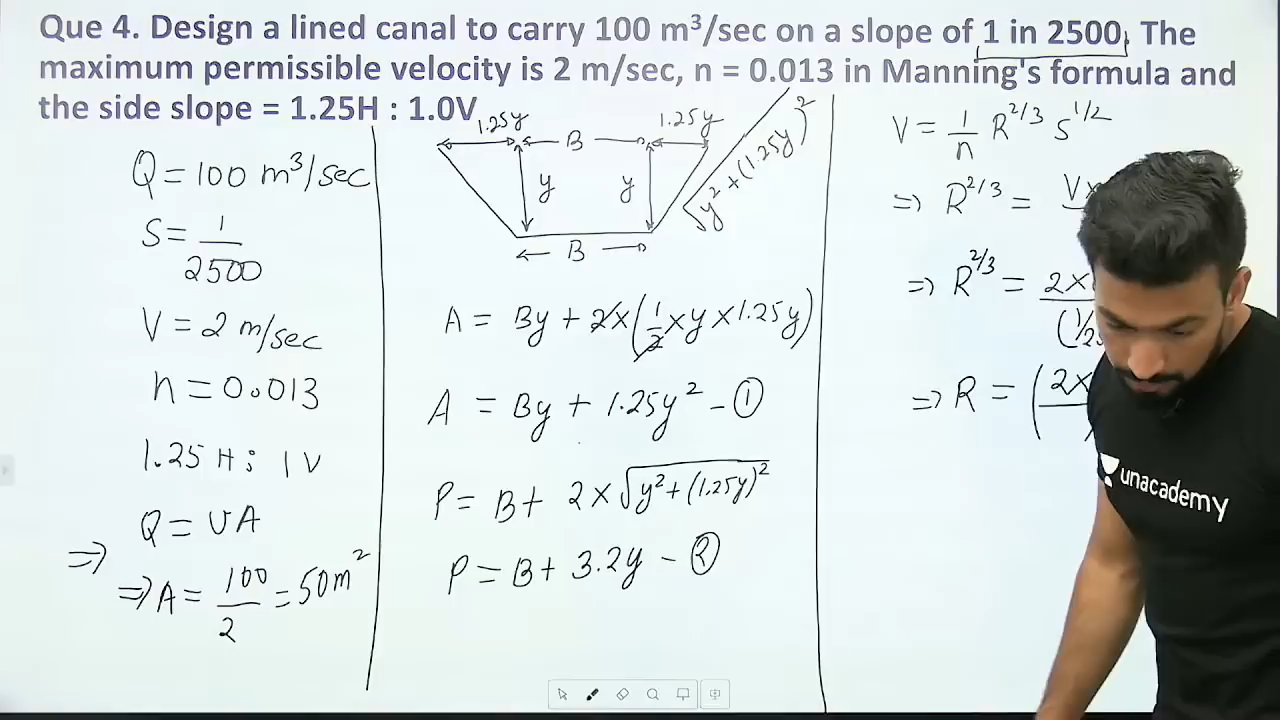 Que 4. Design a lined canal to carry 100 m³/sec on a slope of 1 in 2500. The
maximum permissible velocity is 2 m/sec, n = 0.013 in Manning's formula and
the side slope = 1.25H : 1.0V
Q = 100 m³/sec
S = 1/2500
V = 2 m/sec
n = 0.013
1.25 H : 1 V
Q = VA
⇒
⇒ A = 100/2 = 50m²
1.25y B 1.25y
y y
B
√y² + (1.25y)²
A = By + 2 × (1/2 × y × 1.25y)
A = By + 1.25y² - ①
P = B + 2 × √y² + (1.25y)²
P = B + 3.2y - ②
V = 1/n R^2/3 S^1/2
⇒ R^2/3 =
⇒ R^2/3 = 2×
⇒ R = (2×
unacademy